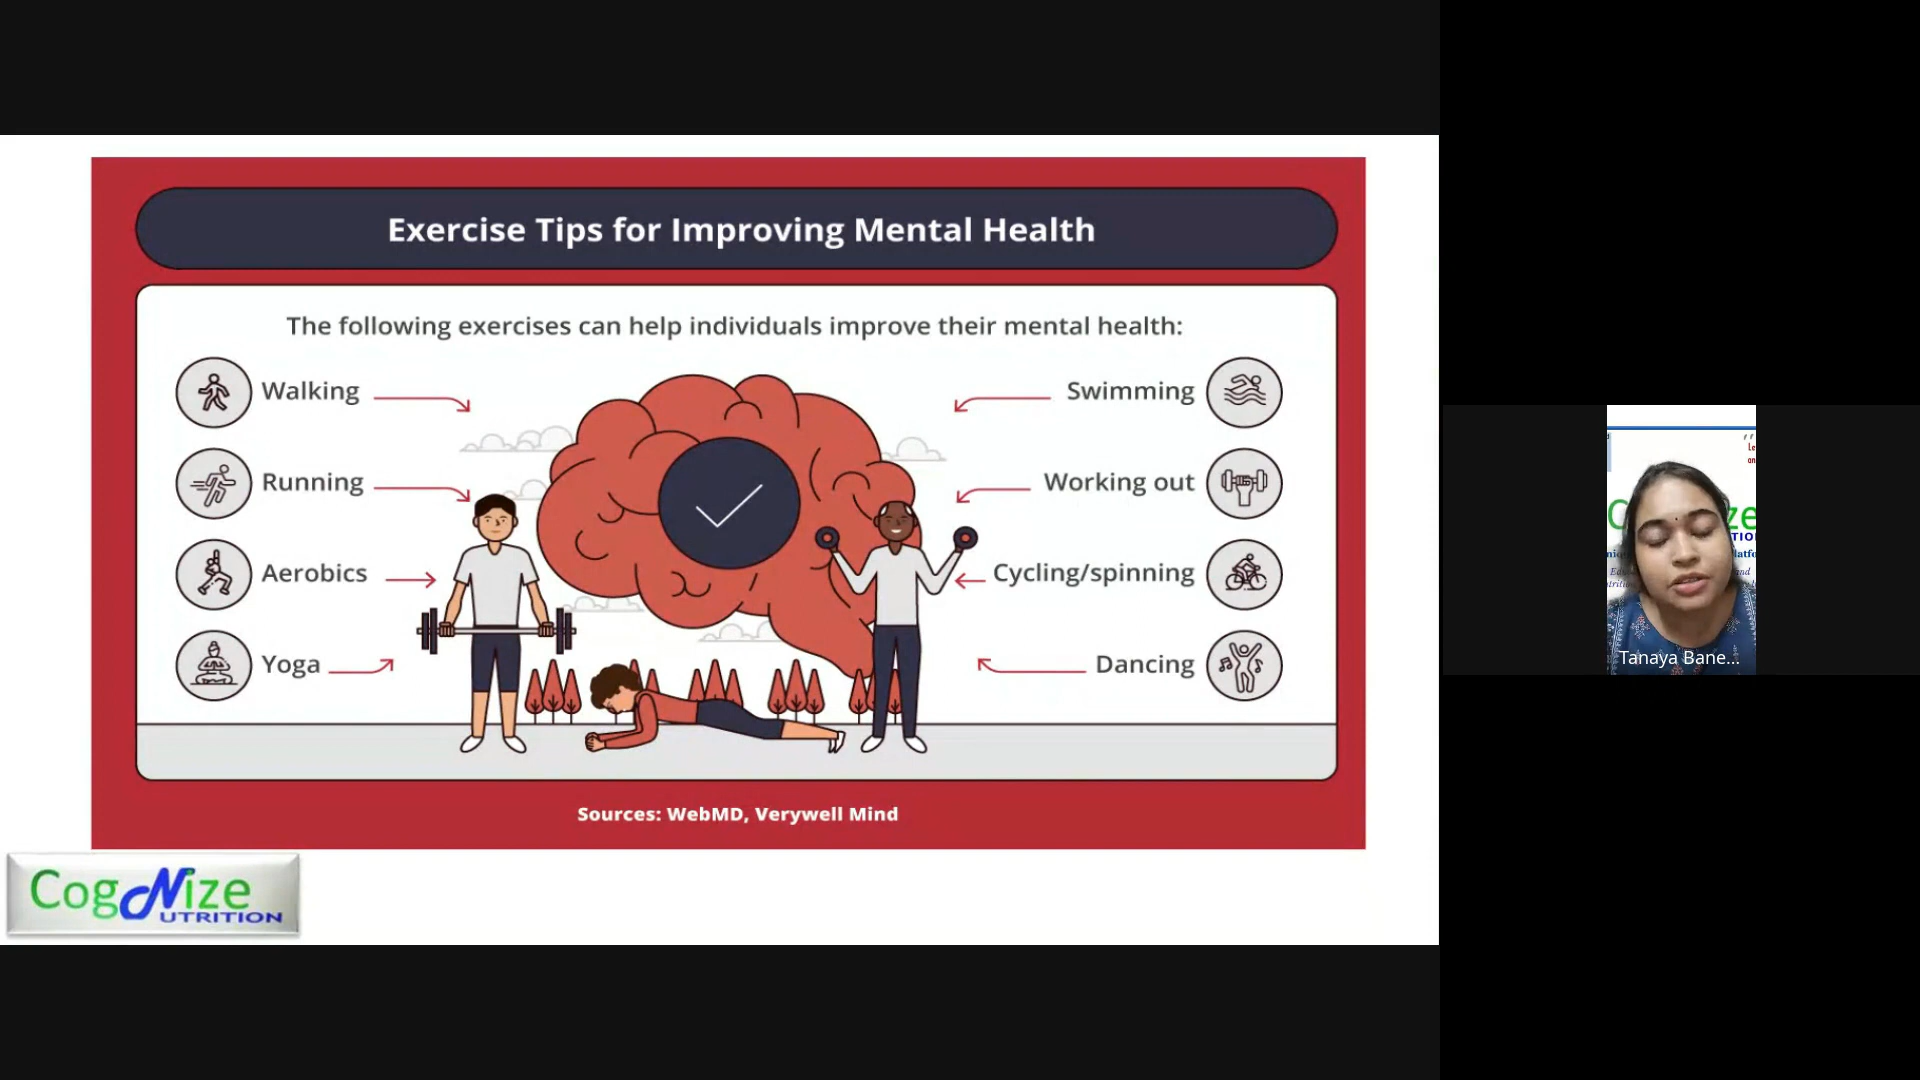 Exercise Tips for Improving Mental Health
The following exercises can help individuals improve their mental health:
Walking
Running
Aerobics
Yoga
Swimming
Working out
Cycling/spinning
Dancing
Sources: WebMD, Verywell Mind
CogNize
UTRITION
Tanaya Bane...